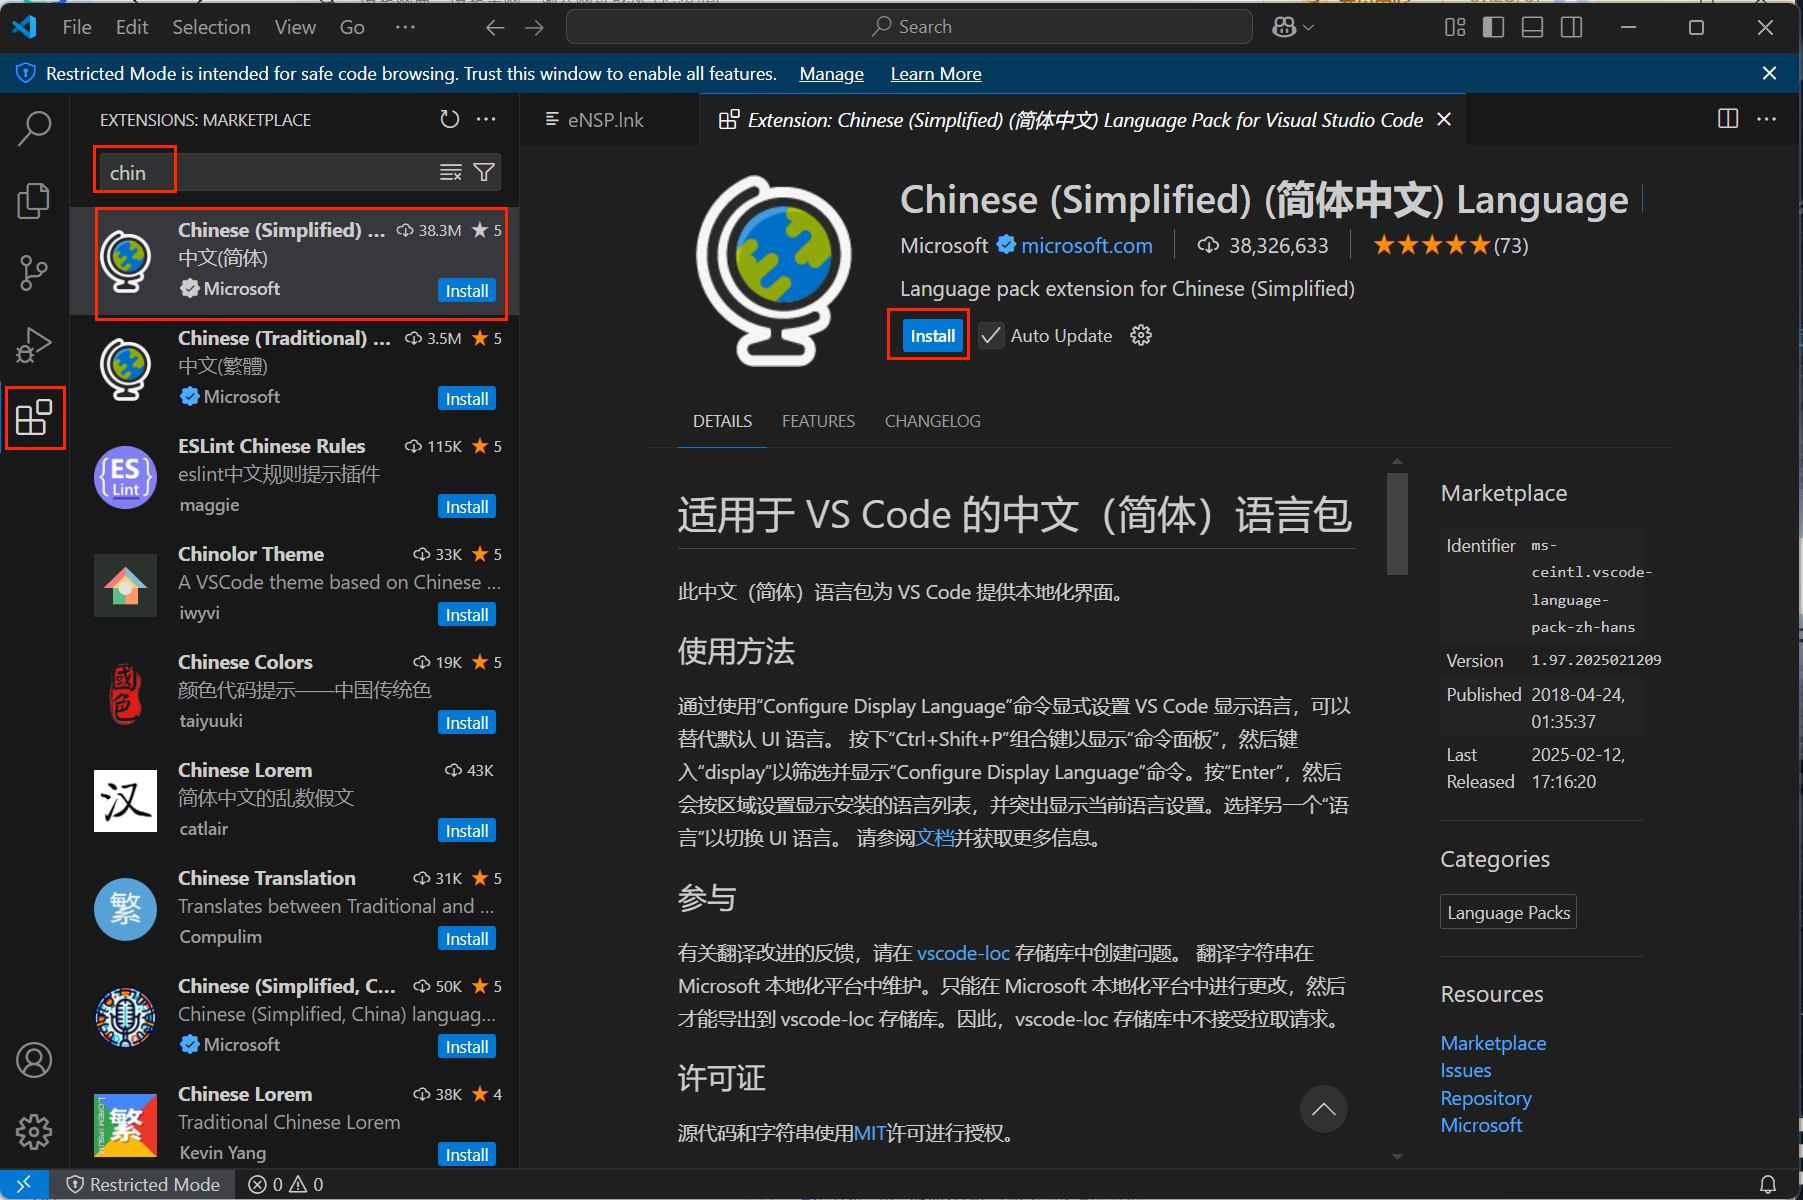 File Edit Selection View Go ··· Search
Restricted Mode is intended for safe code browsing. Trust this window to enable all features. Manage Learn More
EXTENSIONS: MARKETPLACE
chin
Chinese (Simplified) ... 38.3M ★ 5
中文(简体)
Microsoft Install
Chinese (Traditional) ... 3.5M ★ 5
中文(繁體)
Microsoft Install
ESLint Chinese Rules 115K ★ 5
{ES}
Lint
eslint中文规则提示插件
maggie Install
Chinolor Theme 33K ★ 5
A VSCode theme based on Chinese ...
iwyvi Install
Chinese Colors 19K ★ 5
國色
颜色代码提示——中国传统色
taiyuuki Install
Chinese Lorem 43K
汉
简体中文的乱数假文
catlair Install
Chinese Translation 31K ★ 5
繁
Translates between Traditional and ...
Compulim Install
Chinese (Simplified, C... 50K ★ 5
Chinese (Simplified, China) languag...
Microsoft Install
Chinese Lorem 38K ★ 4
LOREM IPSUM
繁
Traditional Chinese Lorem
Kevin Yang Install
eNSP.lnk
Extension: Chinese (Simplified) (简体中文) Language Pack for Visual Studio Code
Chinese (Simplified) (简体中文) Language
Microsoft microsoft.com 38,326,633 ★★★★★(73)
Language pack extension for Chinese (Simplified)
Install Auto Update
DETAILS FEATURES CHANGELOG
适用于 VS Code 的中文（简体）语言包
此中文（简体）语言包为 VS Code 提供本地化界面。
使用方法
通过使用“Configure Display Language”命令显式设置 VS Code 显示语言，可以
替代默认 UI 语言。 按下“Ctrl+Shift+P”组合键以显示“命令面板”，然后键
入“display”以筛选并显示“Configure Display Language”命令。按“Enter”，然后
会按区域设置显示安装的语言列表，并突出显示当前语言设置。选择另一个“语
言”以切换 UI 语言。 请参阅文档并获取更多信息。
参与
有关翻译改进的反馈，请在 vscode-loc 存储库中创建问题。 翻译字符串在
Microsoft 本地化平台中维护。只能在 Microsoft 本地化平台中进行更改，然后
才能导出到 vscode-loc 存储库。因此，vscode-loc 存储库中不接受拉取请求。
许可证
源代码和字符串使用MIT许可进行授权。
Marketplace
Identifier ms-
ceintl.vscode-
language-
pack-zh-hans
Version 1.97.2025021209
Published 2018-04-24,
01:35:37
Last 2025-02-12,
Released 17:16:20
Categories
Language Packs
Resources
Marketplace
Issues
Repository
Microsoft
Restricted Mode 0 0